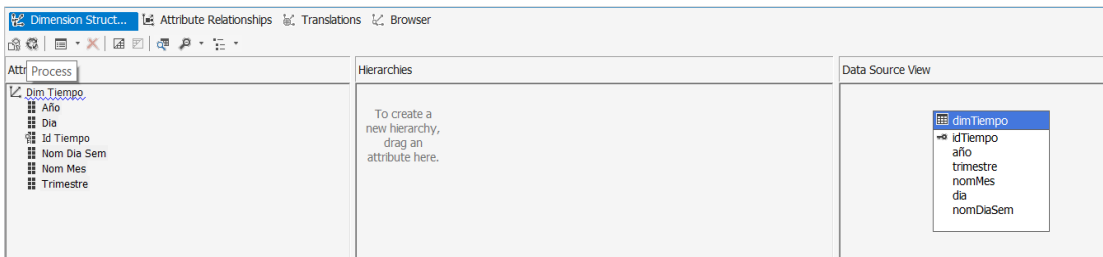 Dimension Struct... Attribute Relationships Translations Browser
Attr Process
Hierarchies
Data Source View
Dim Tiempo
Año
Dia
Id Tiempo
Nom Dia Sem
Nom Mes
Trimestre
To create a
new hierarchy,
drag an
attribute here.
dimTiempo
idTiempo
año
trimestre
nomMes
dia
nomDiaSem